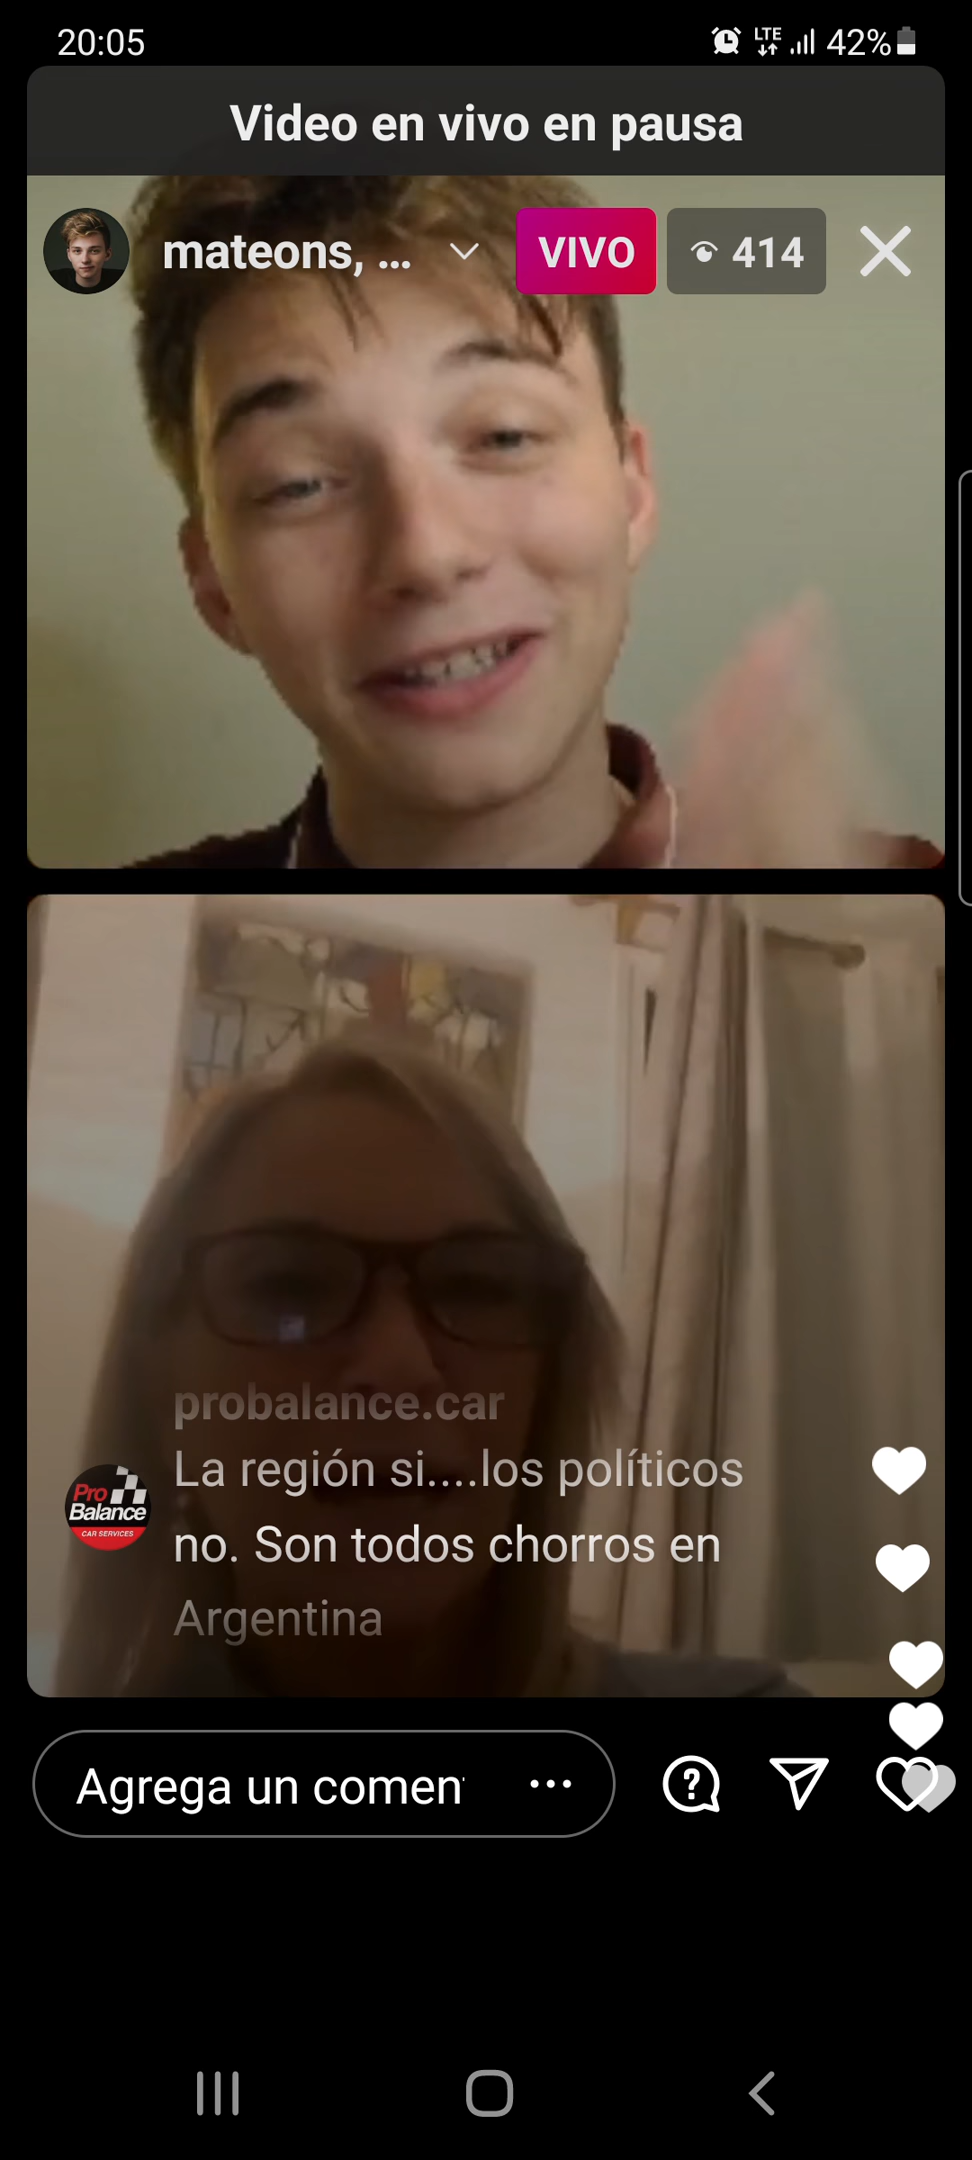 20:05
LTE
42%
Video en vivo en pausa
mateons, ...
VIVO
414
probalance.car
La región si....los políticos
no. Son todos chorros en
Argentina
Pro
Balance
CAR SERVICES
Agrega un comen